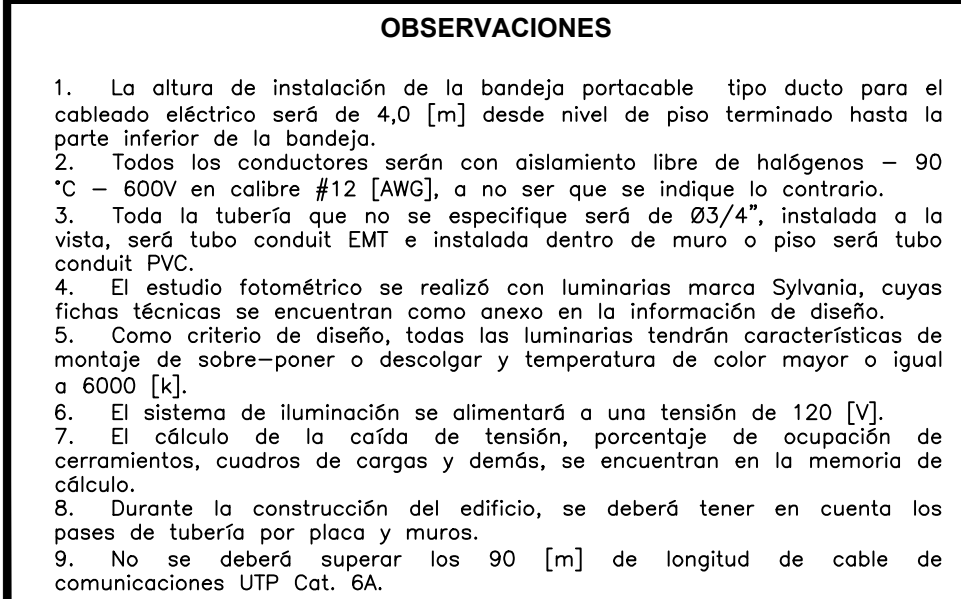 OBSERVACIONES
1. La altura de instalación de la bandeja portacable tipo ducto para el
cableado eléctrico será de 4,0 [m] desde nivel de piso terminado hasta la
parte inferior de la bandeja.
2. Todos los conductores serán con aislamiento libre de halógenos – 90
°C – 600V en calibre #12 [AWG], a no ser que se indique lo contrario.
3. Toda la tubería que no se especifique será de Ø3/4", instalada a la
vista, será tubo conduit EMT e instalada dentro de muro o piso será tubo
conduit PVC.
4. El estudio fotométrico se realizó con luminarias marca Sylvania, cuyas
fichas técnicas se encuentran como anexo en la información de diseño.
5. Como criterio de diseño, todas las luminarias tendrán características de
montaje de sobre–poner o descolgar y temperatura de color mayor o igual
a 6000 [k].
6. El sistema de iluminación se alimentará a una tensión de 120 [V].
7. El cálculo de la caída de tensión, porcentaje de ocupación de
cerramientos, cuadros de cargas y demás, se encuentran en la memoria de
cálculo.
8. Durante la construcción del edificio, se deberá tener en cuenta los
pases de tubería por placa y muros.
9. No se deberá superar los 90 [m] de longitud de cable de
comunicaciones UTP Cat. 6A.